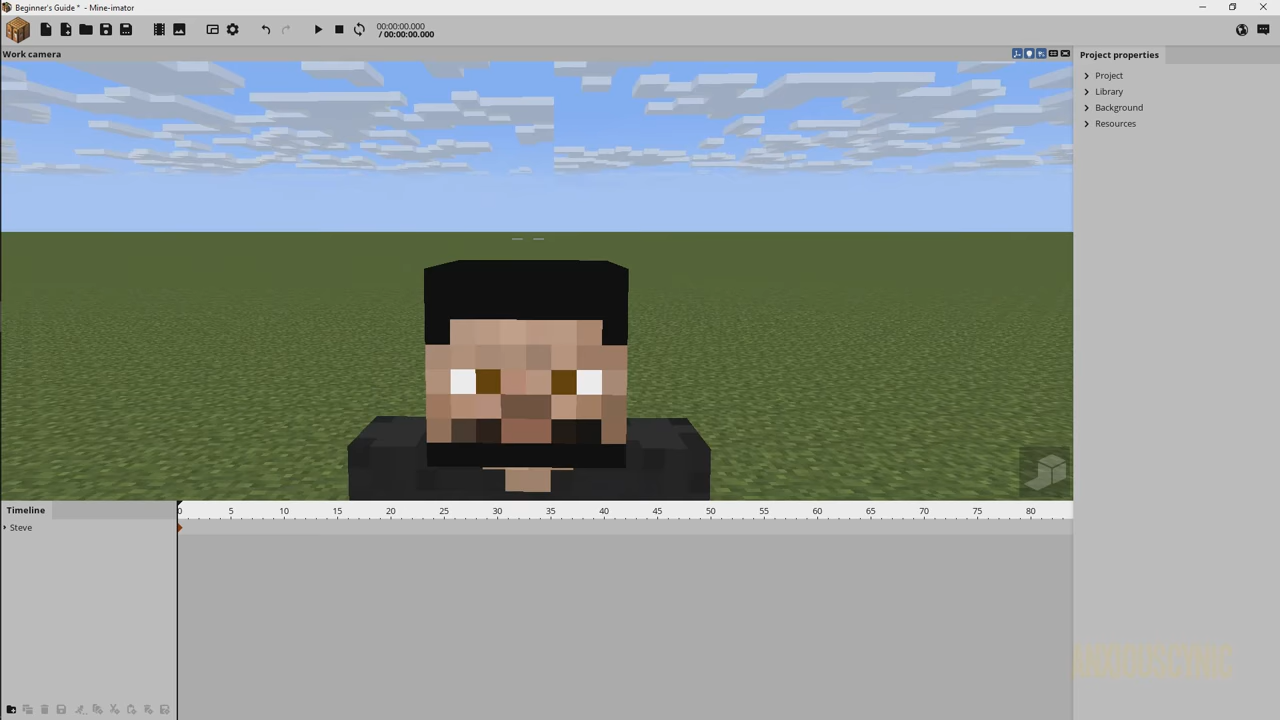 Beginner's Guide * - Mine-imator
00:00:00.000
/ 00:00:00.000
Work camera
Project properties
Project
Library
Background
Resources
Timeline
0 5 10 15 20 25 30 35 40 45 50 55 60 65 70 75 80
Steve